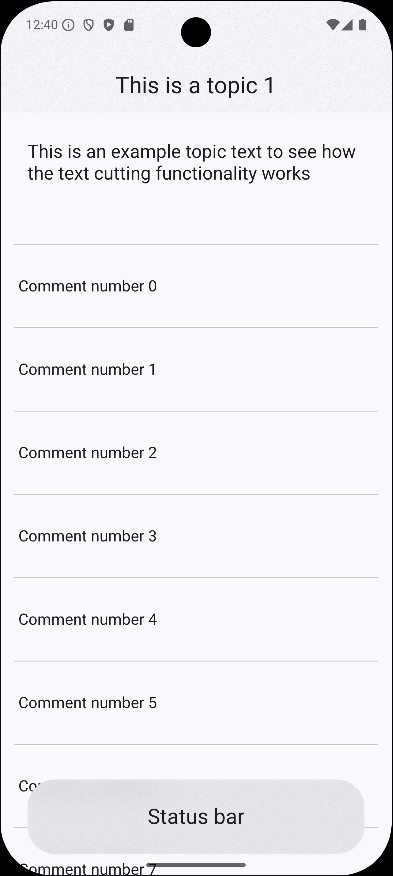 12:40
This is a topic 1
This is an example topic text to see how
the text cutting functionality works
Comment number 0
Comment number 1
Comment number 2
Comment number 3
Comment number 4
Comment number 5
Status bar
Comment number 7